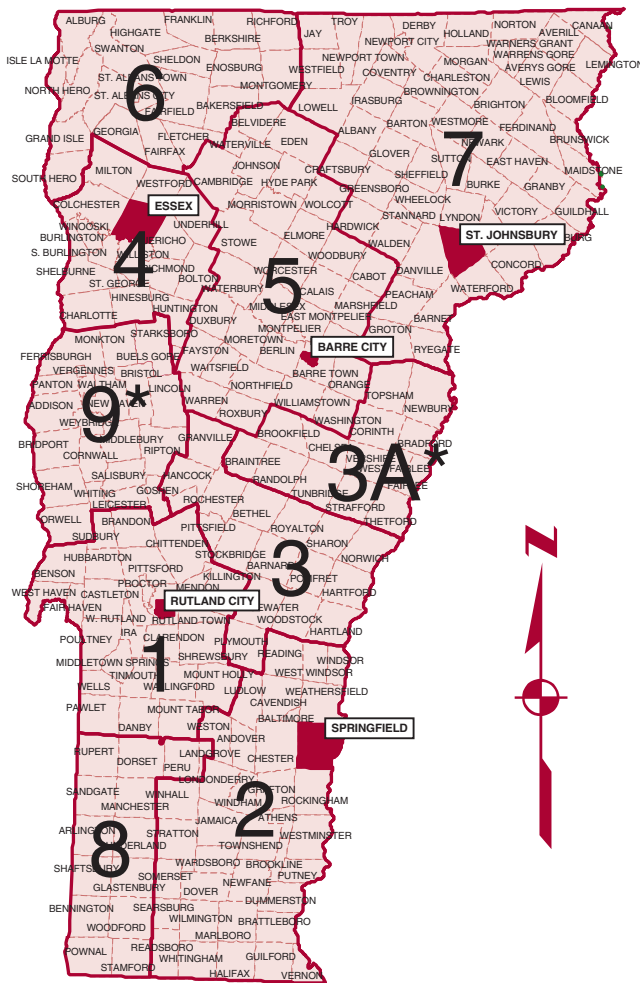 ALBURG FRANKLIN RICHFORD TROY DERBY NORTON CANAAN
HIGHGATE BERKSHIRE JAY NEWPORT CITY HOLLAND AVERILL
SWANTON WARNERS GRANT
ISLE LA MOTTE SHELDON ENOSBURG WESTFIELD NEWPORT TOWN MORGAN WARRENS GORE LEMINGTON
ST. ALBANS TOWN COVENTRY CHARLESTON AVERYS GORE
NORTH HERO ST. ALBANS CITY MONTGOMERY IRASBURG BROWNINGTON LEWIS
6 FAIRFIELD BAKERSFIELD LOWELL BRIGHTON BLOOMFIELD
GEORGIA BELVIDERE ALBANY BARTON WESTMORE FERNDINAND
GRAND ISLE FLETCHER WATERVILLE EDEN 7 NEWARK BRUNSWICK
FAIRFAX GLOVER SUTTON EAST HAVEN
MILTON JOHNSON CRAFTSBURY SHEFFIELD MAIDSTONE
SOUTH HERO WESTFORD CAMBRIDGE HYDE PARK GREENSBORO BURKE GRANBY
COLCHESTER ESSEX MORRISTOWN WOLCOTT WHEELOCK
WINOOSKI UNDERHILL HARDWICK STANNARD LYNDON VICTORY GUILDHALL
BURLINGTON JERICHO STOWE ELMORE WALDEN ST. JOHNSBURY
S. BURLINGTON 4 WILLISTON WOODBURY
SHELBURNE RICHMOND WORCESTER CABOT DANVILLE CONCORD
ST. GEORGE BOLTON WATERBURY 5 CALAIS PEACHAM WATERFORD
HINESBURG HUNTINGTON MIDDLESEX MARSHFIELD
CHARLOTTE DUXBURY EAST MONTPELIER BARNET
STARKSBORO MONTPELIER GROTON
MONKTON MORETOWN BARRE CITY
FERRISBURGH BUELS GORE FAYSTON BERLIN RYEGATE
VERGENNES BRISTOL WAITSFIELD BARRE TOWN
PANTON WALTHAM LINCOLN NORTHFIELD ORANGE
ADDISON NEW HAVEN WARREN WILLIAMSTOWN TOPSHAM NEWBURY
9* WEYBRIDGE ROXBURY WASHINGTON
BRIDPORT MIDDLEBURY GRANVILLE BROOKFIELD CORINTH BRADFORD
CORNWALL RIPTON CHELSEA
BRAINTREE VERSHIRE
SALISBURY HANCOCK 3A* WEST FAIRLEE
SHOREHAM WHITING GOSHEN RANDOLPH FAIRLEE
LEICESTER ROCHESTER TUNBRIDGE STRAFFORD
ORWELL BRANDON BETHEL THETFORD
SUDBURY PITTSFIELD ROYALTON
HUBBARDTON CHITTENDEN STOCKBRIDGE SHARON NORWICH
BENSON PITTSFORD BARNARD 3
PROCTOR KILLINGTON POMFRET
WEST HAVEN CASTLETON MENDON HARTFORD
FAIR HAVEN RUTLAND CITY
W. RUTLAND RUTLAND TOWN WOODSTOCK
POULTNEY IRA CLARENDON PLYMOUTH HARTLAND
SHREWSBURY READING WINDSOR
MIDDLETOWN SPRINGS 1 MOUNT HOLLY WEST WINDSOR
TINMOUTH
WELLS WALLINGFORD LUDLOW WEATHERSFIELD
PAWLET MOUNT TABOR CAVENDISH
DANBY WESTON BALTIMORE SPRINGFIELD
RUPERT LANDGROVE ANDOVER
DORSET CHESTER
PERU
LONDONDERRY
SANDGATE WINHALL GRAFTON
MANCHESTER WINDHAM ROCKINGHAM
2
ARLINGTON STRATTON JAMAICA ATHENS
8 SUNDERLAND TOWNSHEND WESTMINSTER
SHAFTSBURY WARDSBORO BROOKLINE
SOMERSET NEWFANE PUTNEY
GLASTENBURY DOVER DUMMERSTON
BENNINGTON SEARSBURG BRATTLEBORO
WILMINGTON
WOODFORD MARLBORO
POWNAL READSBORO GUILFORD
WHITINGHAM
STAMFORD HALIFAX VERNON
N